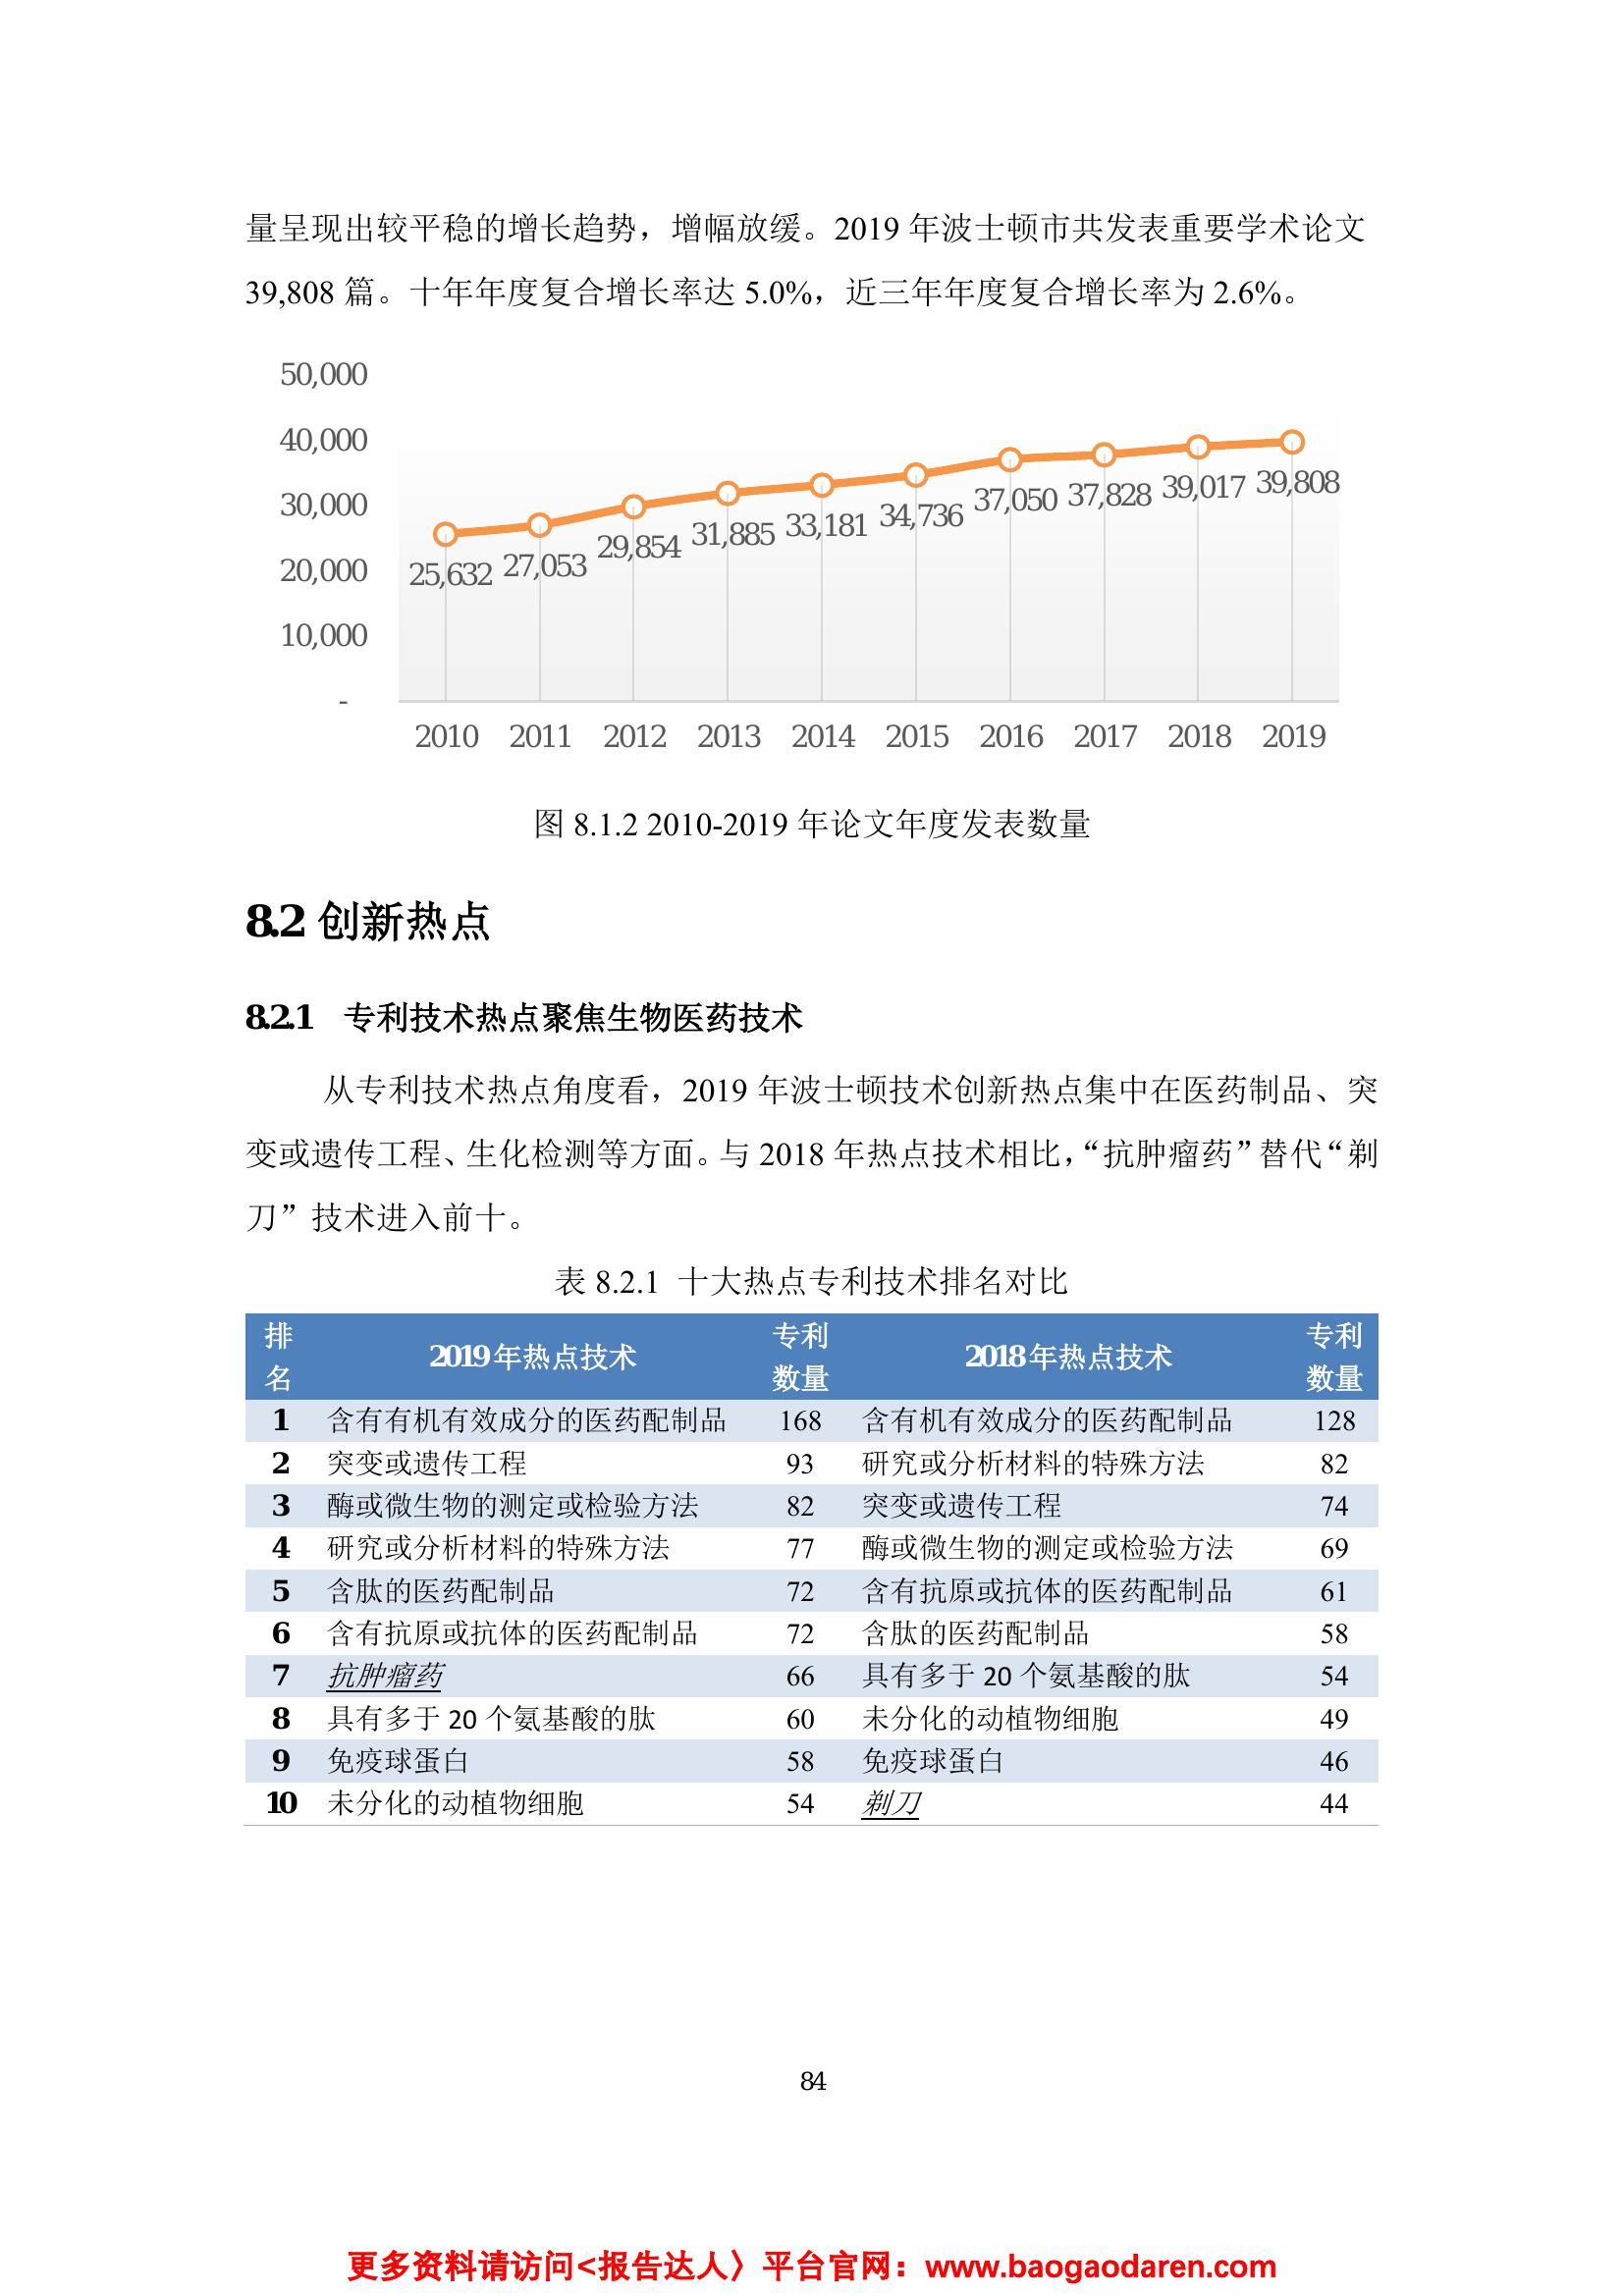 量呈现出较平稳的增长趋势，增幅放缓。2019 年波士顿市共发表重要学术论文
39,808 篇。十年年度复合增长率达 5.0%，近三年年度复合增长率为 2.6%。
50,000
40,000
30,000
20,000
10,000
-
25,632 27,053 29,854 31,885 33,181 34,736 37,050 37,828 39,017 39,808
2010 2011 2012 2013 2014 2015 2016 2017 2018 2019
图 8.1.2 2010-2019 年论文年度发表数量
8.2 创新热点
8.2.1 专利技术热点聚焦生物医药技术
从专利技术热点角度看，2019 年波士顿技术创新热点集中在医药制品、突
变或遗传工程、生化检测等方面。与 2018 年热点技术相比，“抗肿瘤药”替代“剃
刀”技术进入前十。
表 8.2.1 十大热点专利技术排名对比
排名 2019年热点技术 专利数量 2018年热点技术 专利数量
1 含有有机有效成分的医药配制品 168 含有机有效成分的医药配制品 128
2 突变或遗传工程 93 研究或分析材料的特殊方法 82
3 酶或微生物的测定或检验方法 82 突变或遗传工程 74
4 研究或分析材料的特殊方法 77 酶或微生物的测定或检验方法 69
5 含肽的医药配制品 72 含有抗原或抗体的医药配制品 61
6 含有抗原或抗体的医药配制品 72 含肽的医药配制品 58
7 抗肿瘤药 66 具有多于 20 个氨基酸的肽 54
8 具有多于 20 个氨基酸的肽 60 未分化的动植物细胞 49
9 免疫球蛋白 58 免疫球蛋白 46
10 未分化的动植物细胞 54 剃刀 44
84
更多资料请访问<报告达人〉平台官网：www.baogaodaren.com